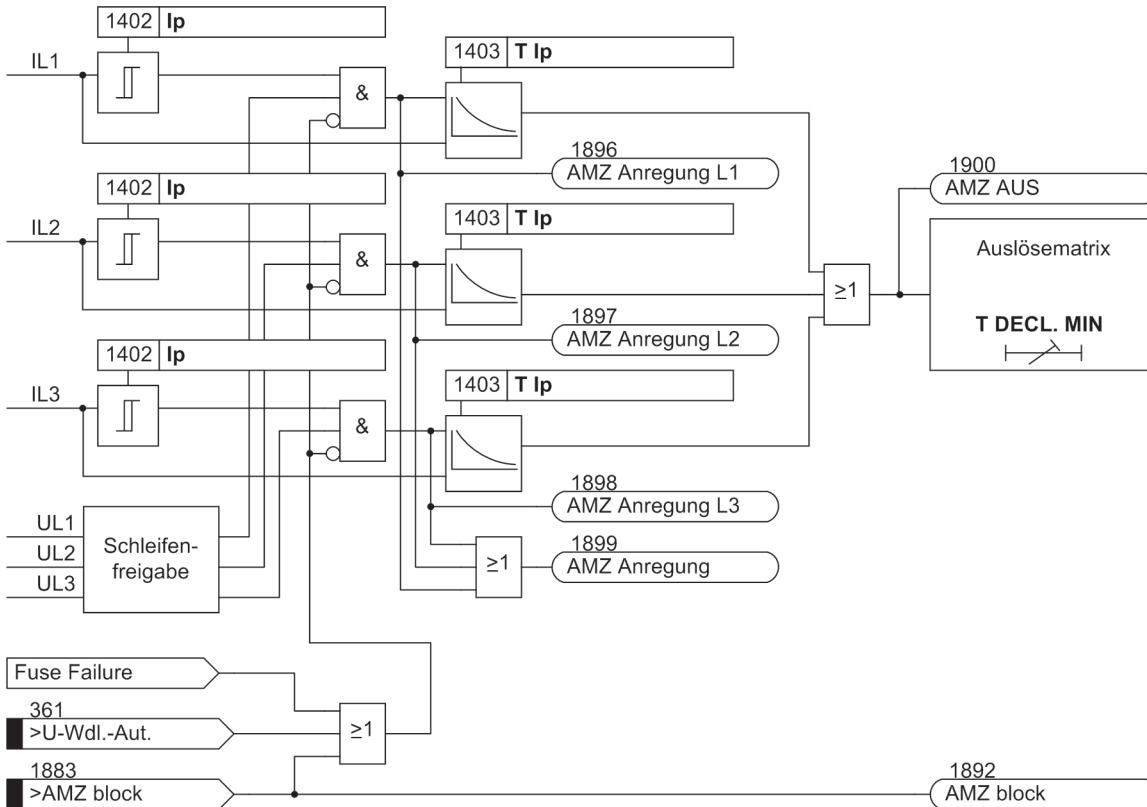 1402 Ip
IL1
&
1403 T Ip
1896
AMZ Anregung L1
1402 Ip
IL2
&
1403 T Ip
1897
AMZ Anregung L2
1402 Ip
IL3
&
1403 T Ip
1898
AMZ Anregung L3
≥1
1899
AMZ Anregung
≥1
1900
AMZ AUS
Auslösematrix
T DECL. MIN
UL1
UL2
UL3
Schleifen-
freigabe
Fuse Failure
361
>U-Wdl.-Aut.
≥1
1883
>AMZ block
1892
AMZ block